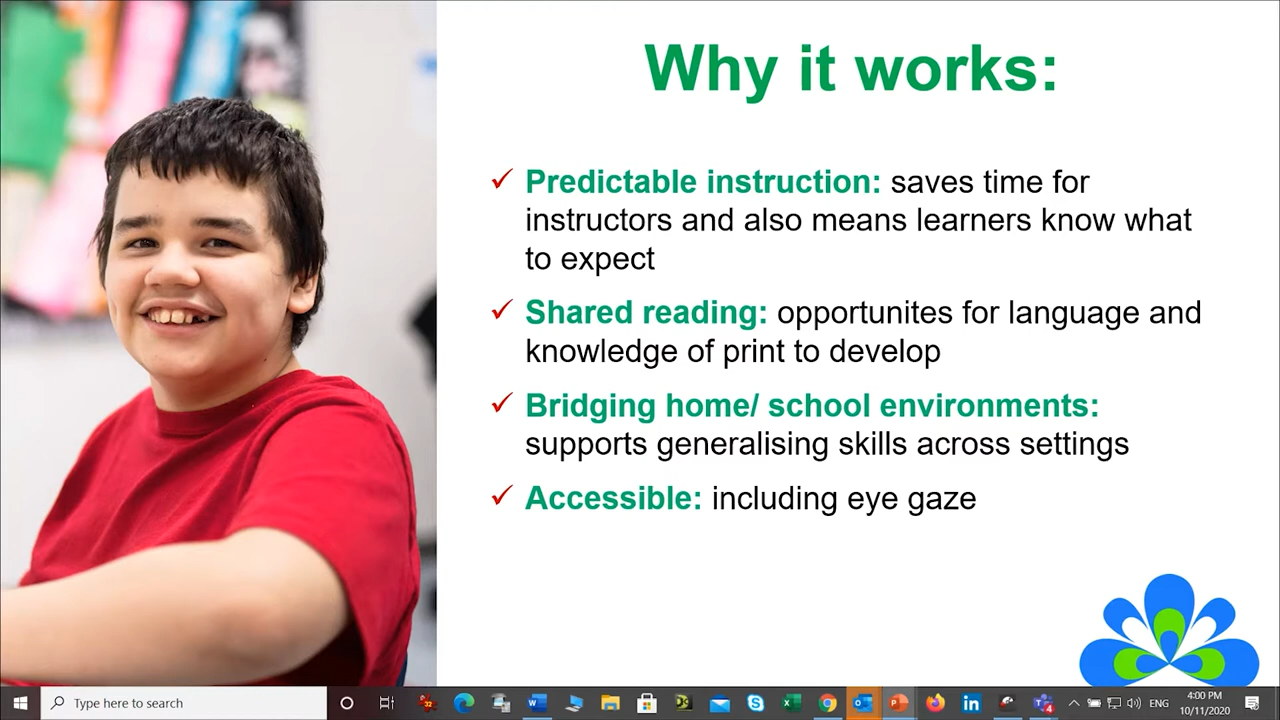 Why it works:
Predictable instruction: saves time for
instructors and also means learners know what
to expect
Shared reading: opportunites for language and
knowledge of print to develop
Bridging home/ school environments:
supports generalising skills across settings
Accessible: including eye gaze
Type here to search
ENG
4:00 PM
10/11/2020